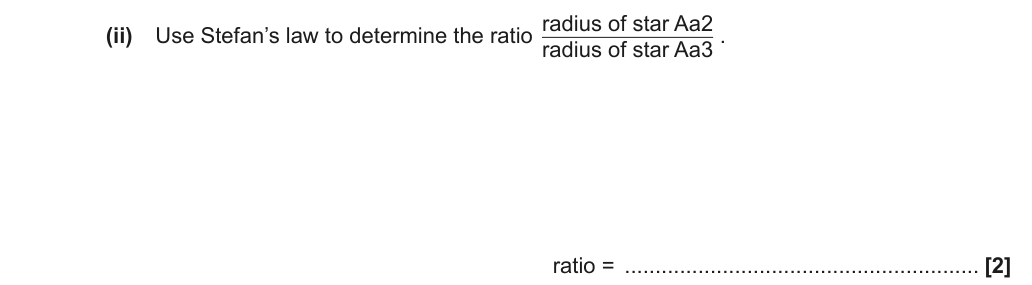 (ii) Use Stefan's law to determine the ratio radius of star Aa2
radius of star Aa3 .
ratio = .......................................................... [2]